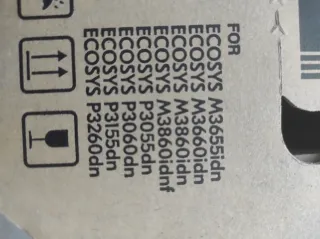 FOR
ECOSYS M3655idn
ECOSYS M3660idn
ECOSYS M3860idn
ECOSYS M3860idnf
ECOSYS P3055dn
ECOSYS P3060dn
ECOSYS P3155dn
ECOSYS P3260dn